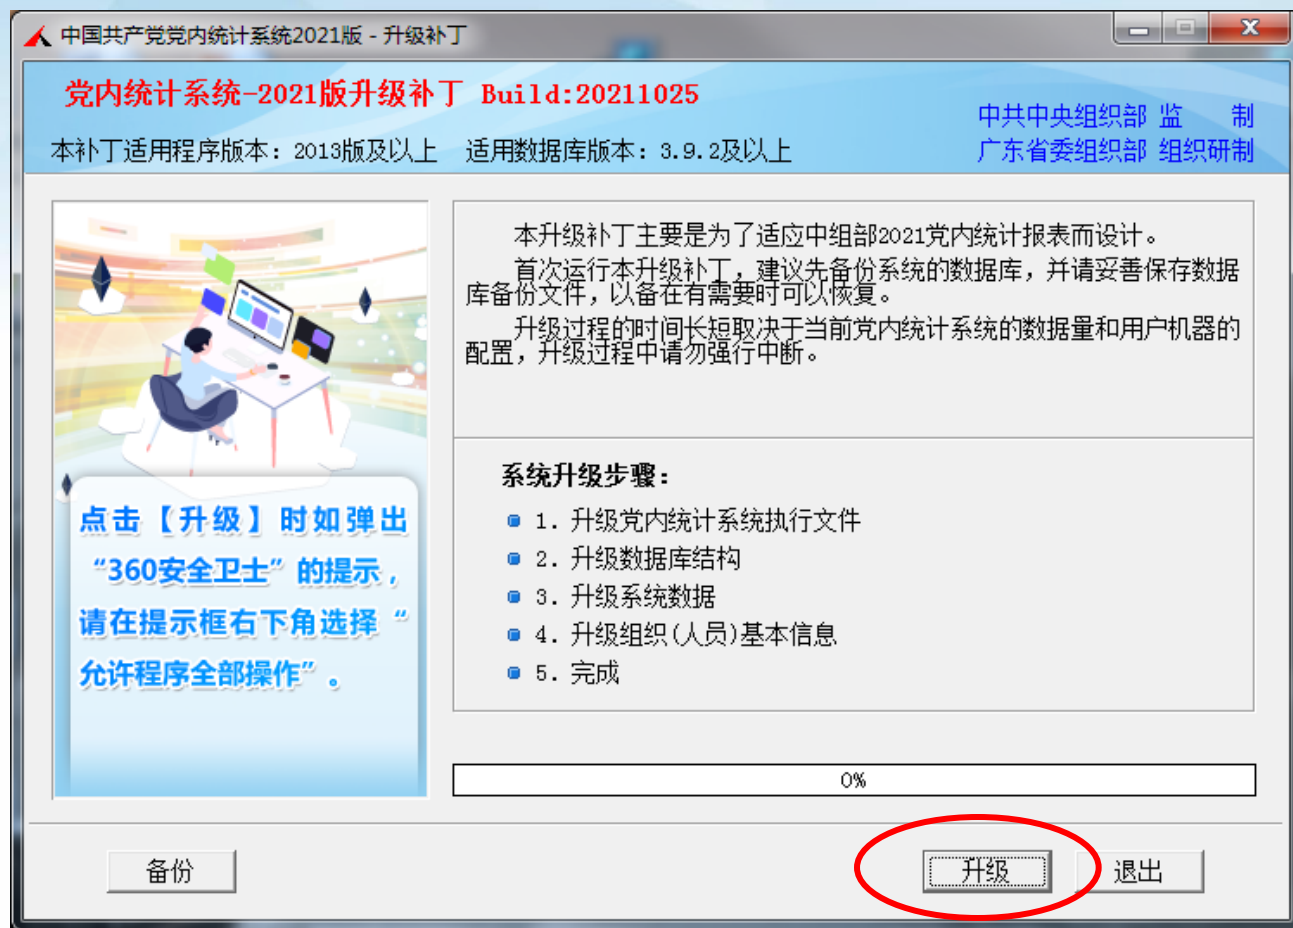 中国共产党党内统计系统2021版 - 升级补丁
党内统计系统-2021版升级补丁 Build:20211025
中共中央组织部 监 制
本补丁适用程序版本：2013版及以上 适用数据库版本：3.9.2及以上
广东省委组织部 组织研制
本升级补丁主要是为了适应中组部2021党内统计报表而设计。
首次运行本升级补丁，建议先备份系统的数据库，并请妥善保存数据
库备份文件，以备在有需要时可以恢复。
升级过程的时间长短取决于当前党内统计系统的数据量和用户机器的
配置，升级过程中请勿强行中断。
点击【升级】时如弹出
“360安全卫士”的提示，
请在提示框右下角选择“
允许程序全部操作”。
系统升级步骤：
1. 升级党内统计系统执行文件
2. 升级数据库结构
3. 升级系统数据
4. 升级组织(人员)基本信息
5. 完成
0%
备份
升级
退出